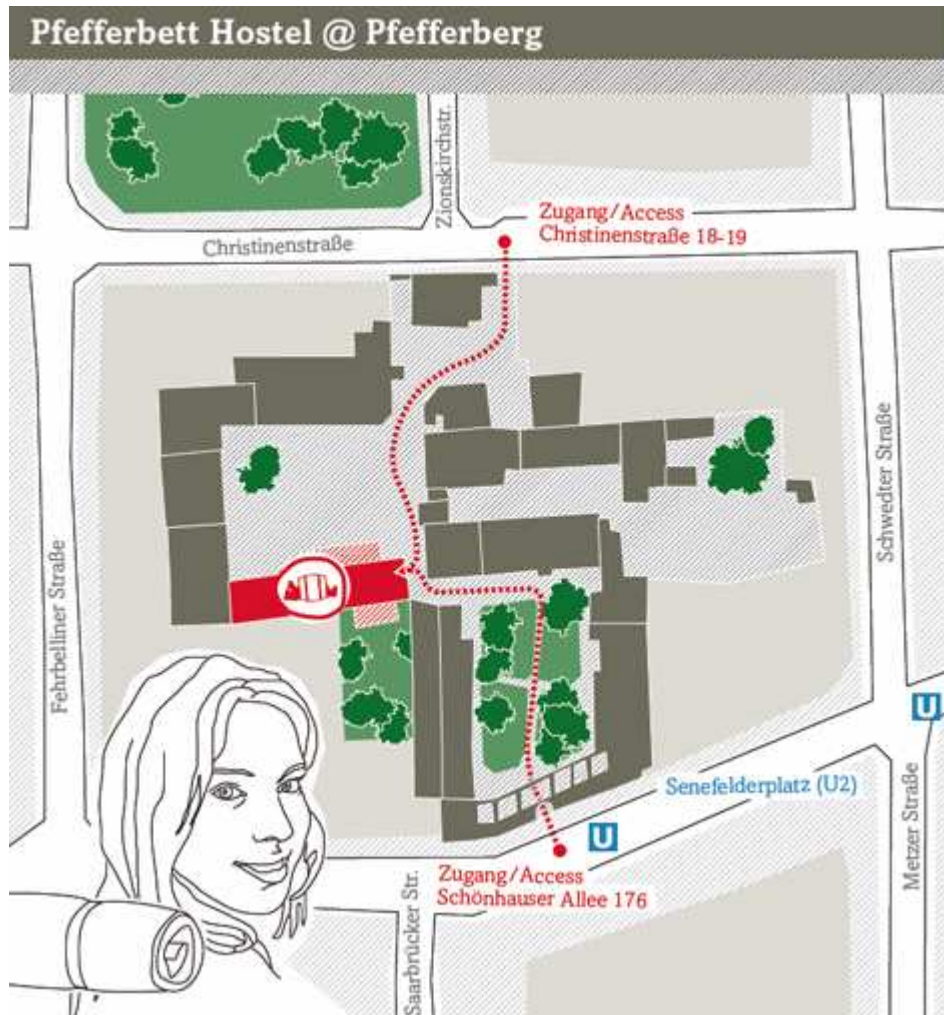 Pfefferbett Hostel @ Pfefferberg
Zionskirchstr.
Zugang/Access
Christinenstraße 18-19
Christinenstraße
Schwedter Straße
Fehrbelliner Straße
U
Senefelderplatz (U2)
U
Metzer Straße
Zugang/Access
Schönhauser Allee 176
Saarbrücker Str.